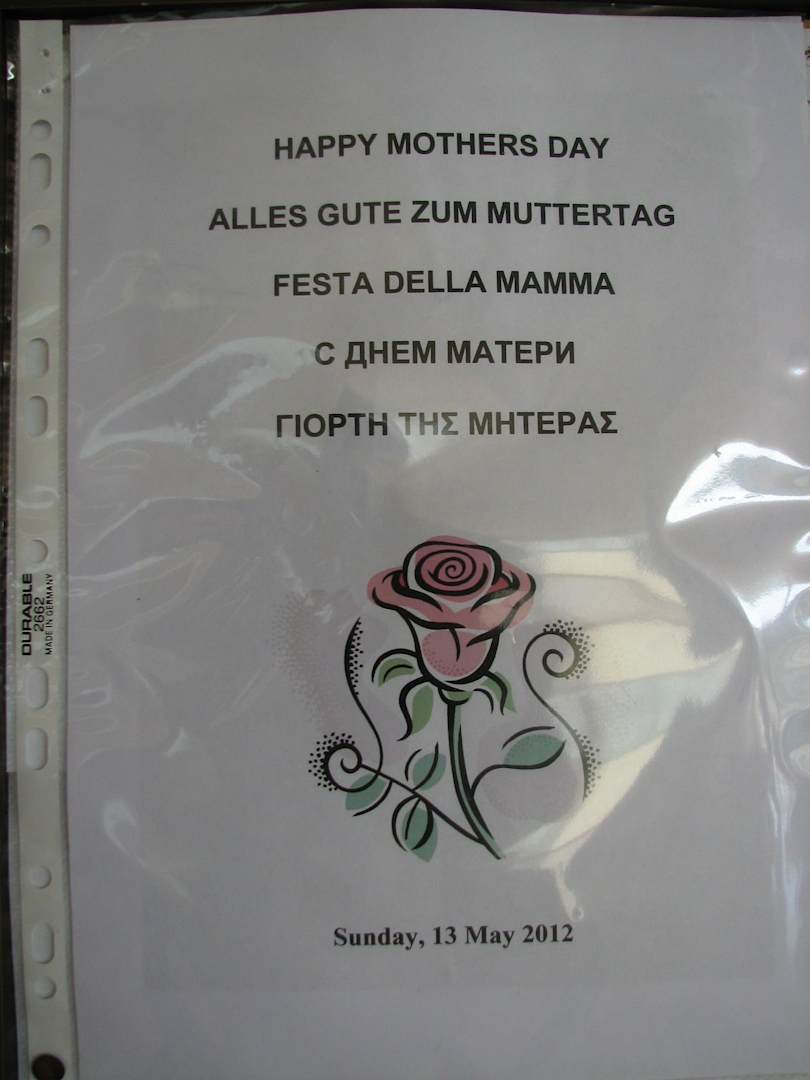 HAPPY MOTHERS DAY
ALLES GUTE ZUM MUTTERTAG
FESTA DELLA MAMMA
С ДНЕМ МАТЕРИ
ΓΙΟΡΤΗ ΤΗΣ ΜΗΤΕΡΑΣ
DURABLE
2662
MADE IN GERMANY
Sunday, 13 May 2012